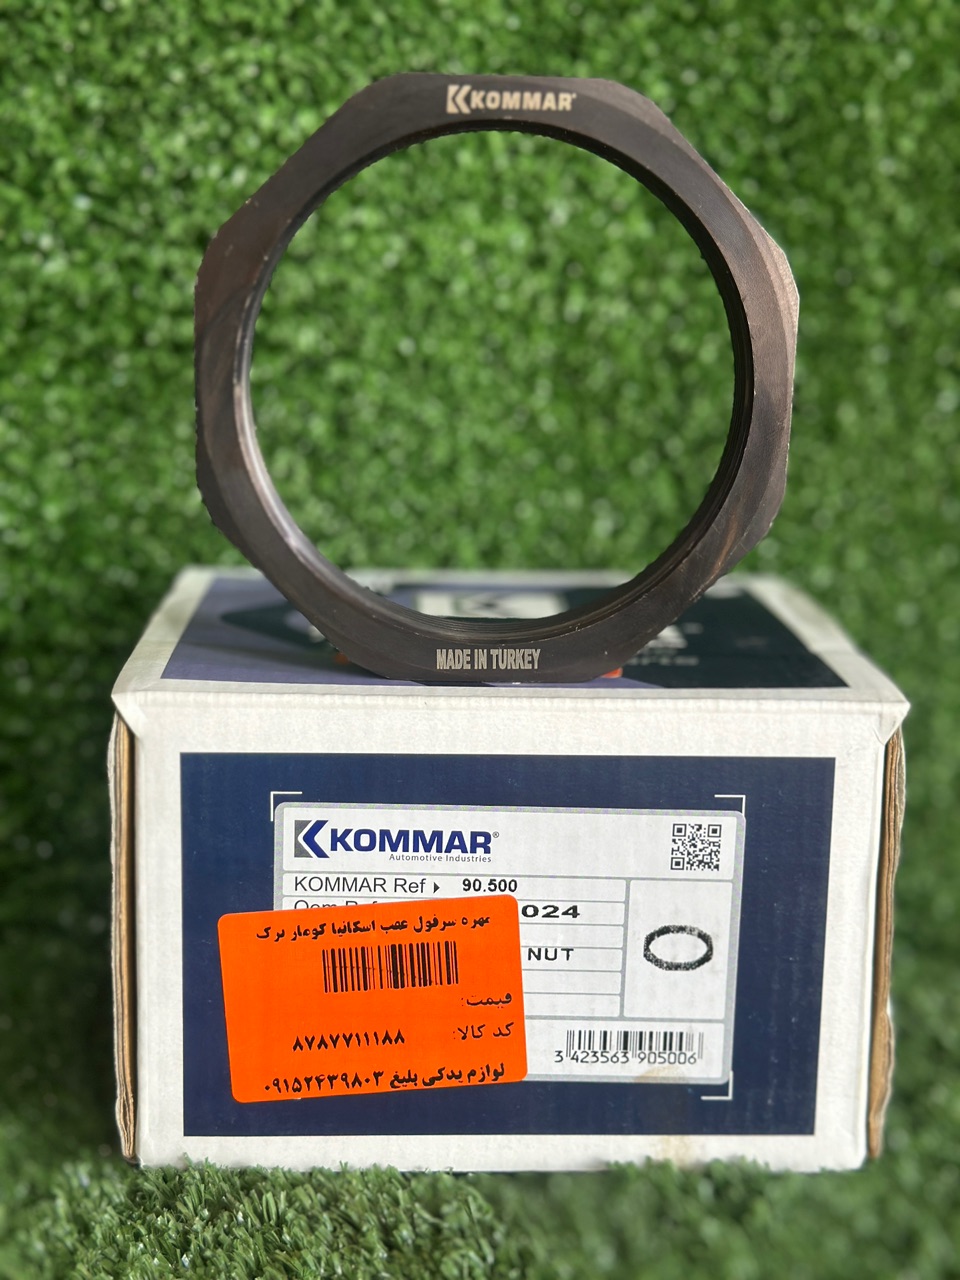 KOMMAR
MADE IN TURKEY
KOMMAR®
Automotive Industries
KOMMAR Ref 90.500
024
NUT
3 423563 905006
مهره سرفول عقب اسکانیا کومار ترک
قیمت:
کد کالا: ۸۷۸۷۷۱۱۱۸۸
لوازم یدکی بلیغ ۰۹۱۵۲۴۳۹۸۰۳